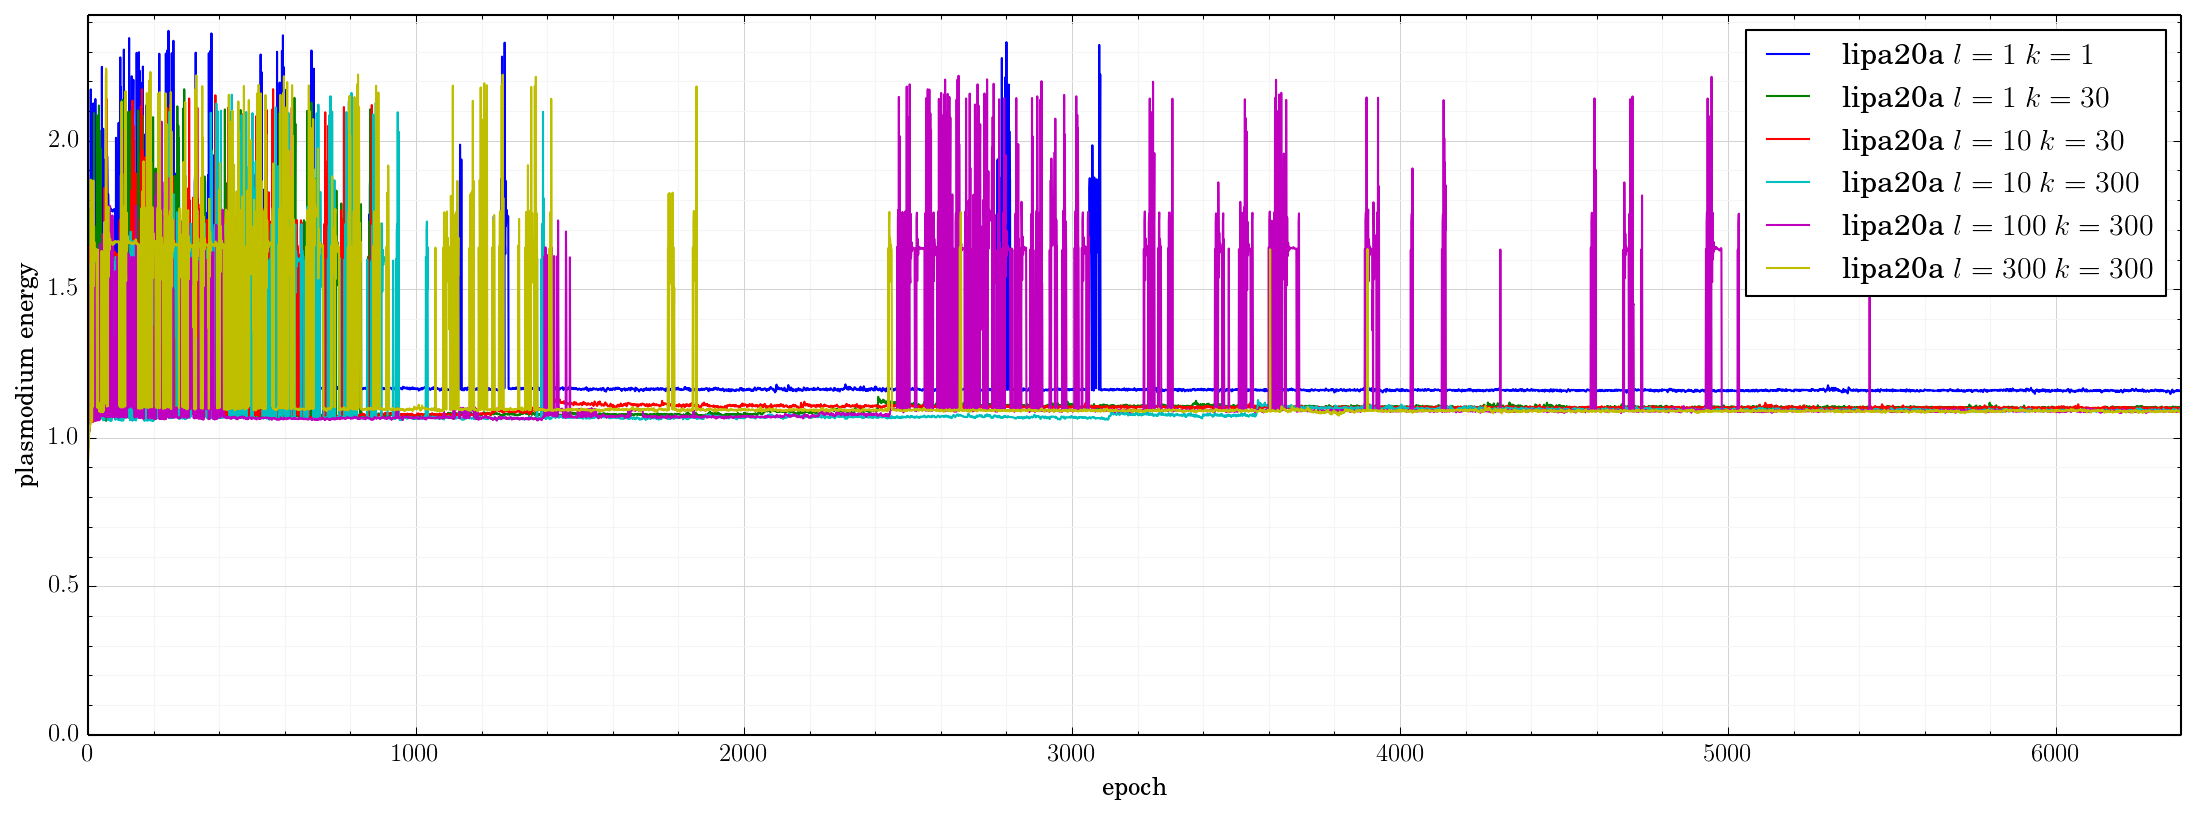 plasmodium energy
2.0
1.5
1.0
0.5
0.0
0 1000 2000 3000 4000 5000 6000
epoch
lipa20a l = 1 k = 1
lipa20a l = 1 k = 30
lipa20a l = 10 k = 30
lipa20a l = 10 k = 300
lipa20a l = 100 k = 300
lipa20a l = 300 k = 300